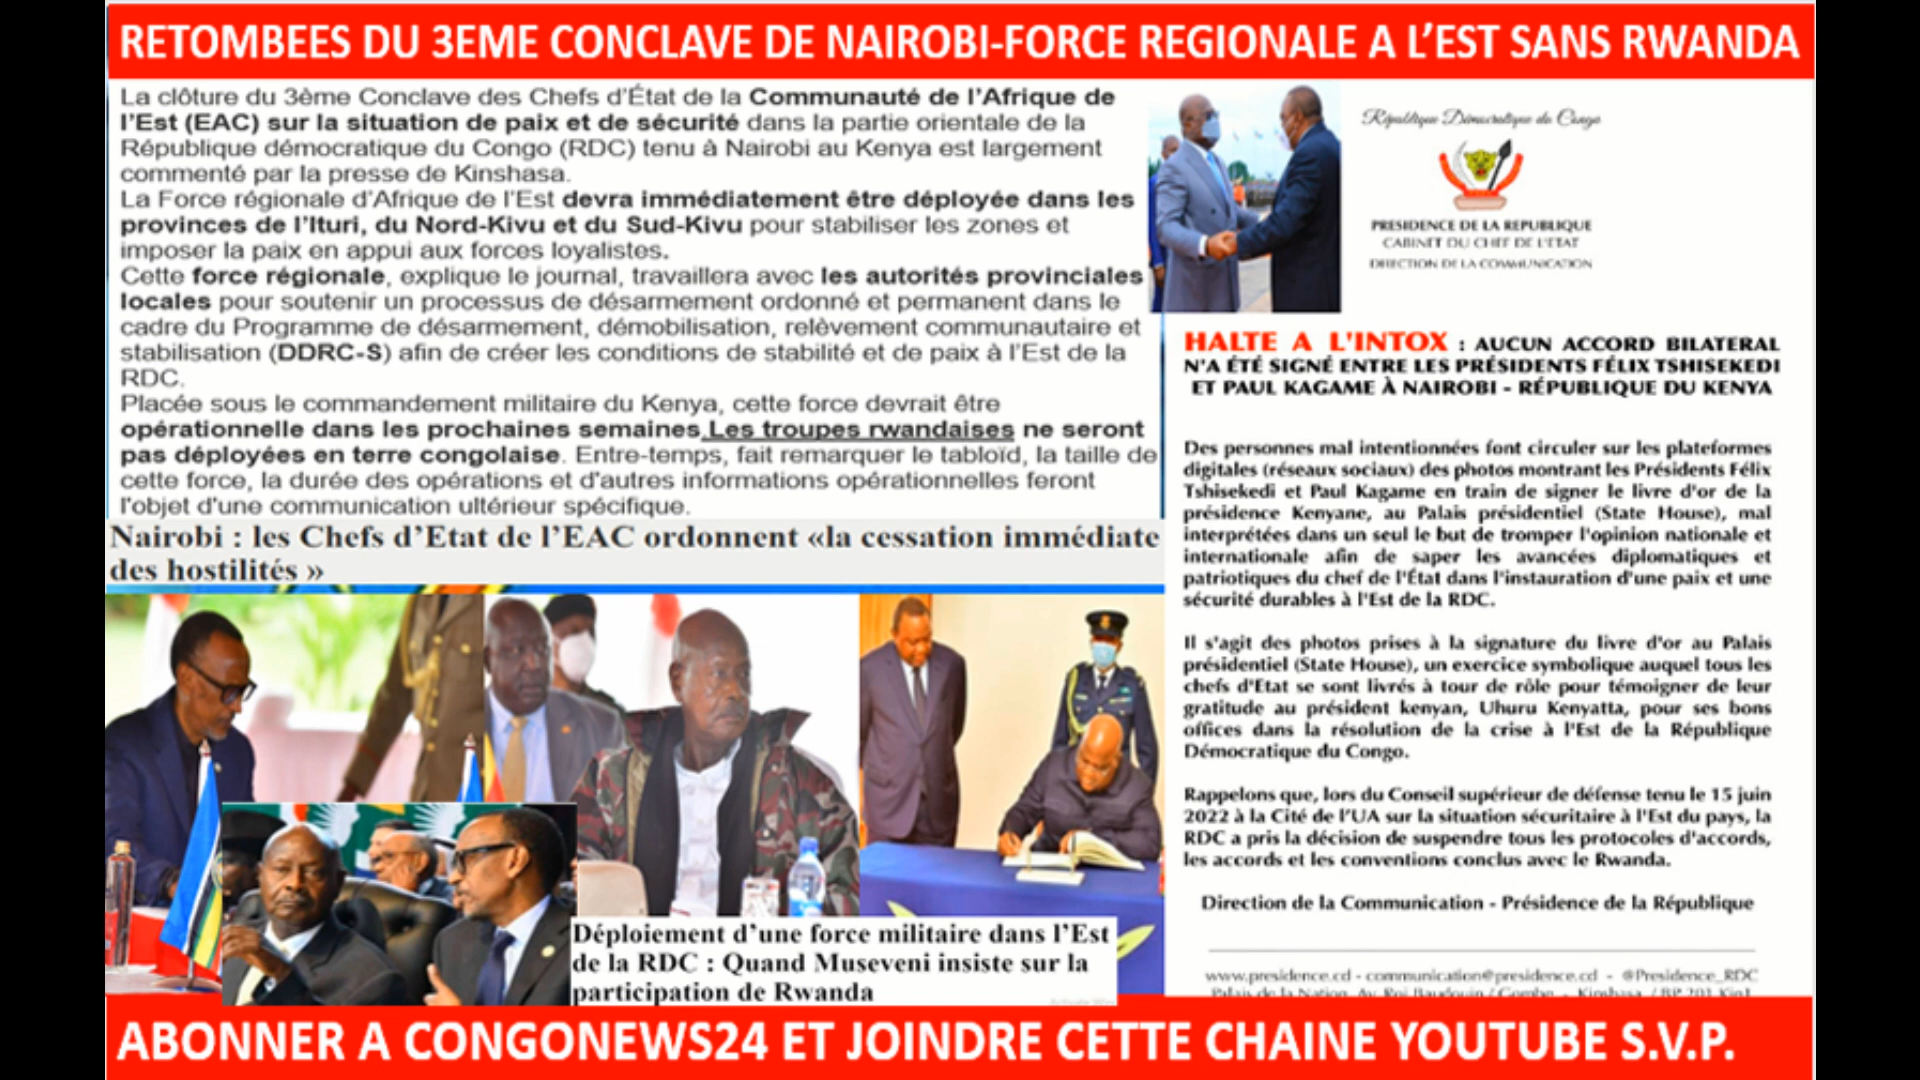 RETOMBEES DU 3EME CONCLAVE DE NAIROBI-FORCE REGIONALE A L'EST SANS RWANDA
La clôture du 3ème Conclave des Chefs d'État de la Communauté de l'Afrique de
l'Est (EAC) sur la situation de paix et de sécurité dans la partie orientale de la
République démocratique du Congo (RDC) tenu à Nairobi au Kenya est largement
commenté par la presse de Kinshasa.
La Force régionale d'Afrique de l'Est devra immédiatement être déployée dans les
provinces de l'Ituri, du Nord-Kivu et du Sud-Kivu pour stabiliser les zones et
imposer la paix en appui aux forces loyalistes.
Cette force régionale, explique le journal, travaillera avec les autorités provinciales
locales pour soutenir un processus de désarmement ordonné et permanent dans le
cadre du Programme de désarmement, démobilisation, relèvement communautaire et
stabilisation (DDRC-S) afin de créer les conditions de stabilité et de paix à l'Est de la
RDC.
Placée sous le commandement militaire du Kenya, cette force devrait être
opérationnelle dans les prochaines semaines. Les troupes rwandaises ne seront
pas déployées en terre congolaise. Entre-temps, fait remarquer le tabloïd, la taille de
cette force, la durée des opérations et d'autres informations opérationnelles feront
l'objet d'une communication ultérieur spécifique.
Nairobi : les Chefs d'Etat de l'EAC ordonnent «la cessation immédiate
des hostilités »
République Démocratique du Congo
PRESIDENCE DE LA REPUBLIQUE
CABINET DU CHEF DE L'ETAT
DIRECTION DE LA COMMUNICATION
HALTE A L'INTOX : AUCUN ACCORD BILATERAL
N'A ÉTÉ SIGNÉ ENTRE LES PRÉSIDENTS FÉLIX TSHISEKEDI
ET PAUL KAGAME À NAIROBI - RÉPUBLIQUE DU KENYA
Des personnes mal intentionnées font circuler sur les plateformes
digitales (réseaux sociaux) des photos montrant les Présidents Félix
Tshisekedi et Paul Kagame en train de signer le livre d'or de la
présidence Kenyane, au Palais présidentiel (State House), mal
interprétées dans un seul le but de tromper l'opinion nationale et
internationale afin de saper les avancées diplomatiques et
patriotiques du chef de l'État dans l'instauration d'une paix et une
sécurité durables à l'Est de la RDC.
Il s'agit des photos prises à la signature du livre d'or au Palais
présidentiel (State House), un exercice symbolique auquel tous les
chefs d'Etat se sont livrés à tour de rôle pour témoigner de leur
gratitude au président kenyan, Uhuru Kenyatta, pour ses bons
offices dans la résolution de la crise à l'Est de la République
Démocratique du Congo.
Rappelons que, lors du Conseil supérieur de défense tenu le 15 juin
2022 à la Cité de l'UA sur la situation sécuritaire à l'Est du pays, la
RDC a pris la décision de suspendre tous les protocoles d'accords,
les accords et les conventions conclus avec le Rwanda.
Direction de la Communication - Présidence de la République
www.presidence.cd - communication@presidence.cd - @Presidence_RDC
Palais de la Nation, Av. Roi Baudouin / Gombe - Kinshasa / BP 201 Kin1
Déploiement d'une force militaire dans l'Est
de la RDC : Quand Museveni insiste sur la
participation de Rwanda
ABONNER A CONGONEWS24 ET JOINDRE CETTE CHAINE YOUTUBE S.V.P.